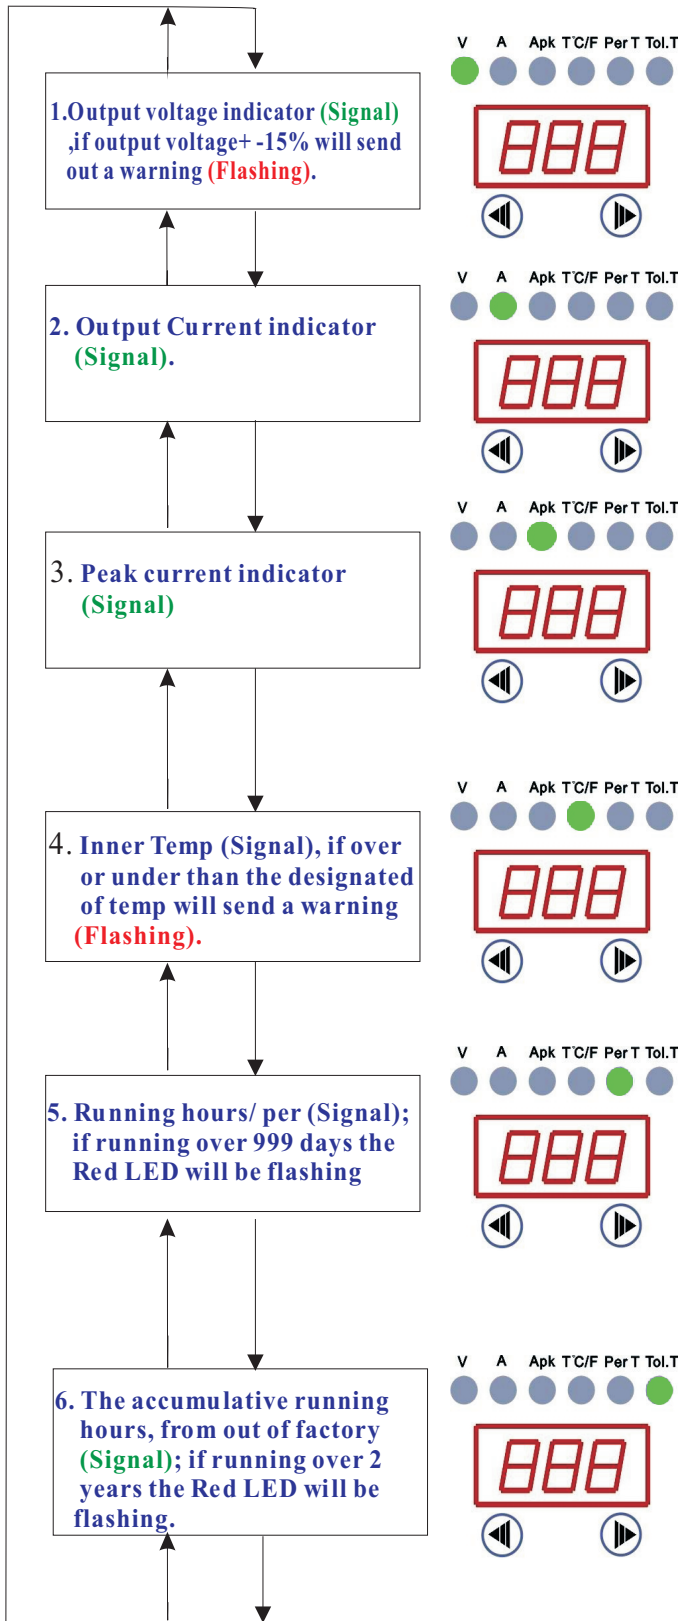 V A Apk T°C/F Per T Tol.T
1.Output voltage indicator (Signal)
,if output voltage+ -15% will send
out a warning (Flashing).
888
V A Apk T°C/F Per T Tol.T
2. Output Current indicator
(Signal).
888
V A Apk T°C/F Per T Tol.T
3. Peak current indicator
(Signal)
888
V A Apk T°C/F Per T Tol.T
4. Inner Temp (Signal), if over
or under than the designated
of temp will send a warning
(Flashing).
888
V A Apk T°C/F Per T Tol.T
5. Running hours/ per (Signal);
if running over 999 days the
Red LED will be flashing
888
V A Apk T°C/F Per T Tol.T
6. The accumulative running
hours, from out of factory
(Signal); if running over 2
years the Red LED will be
flashing.
888